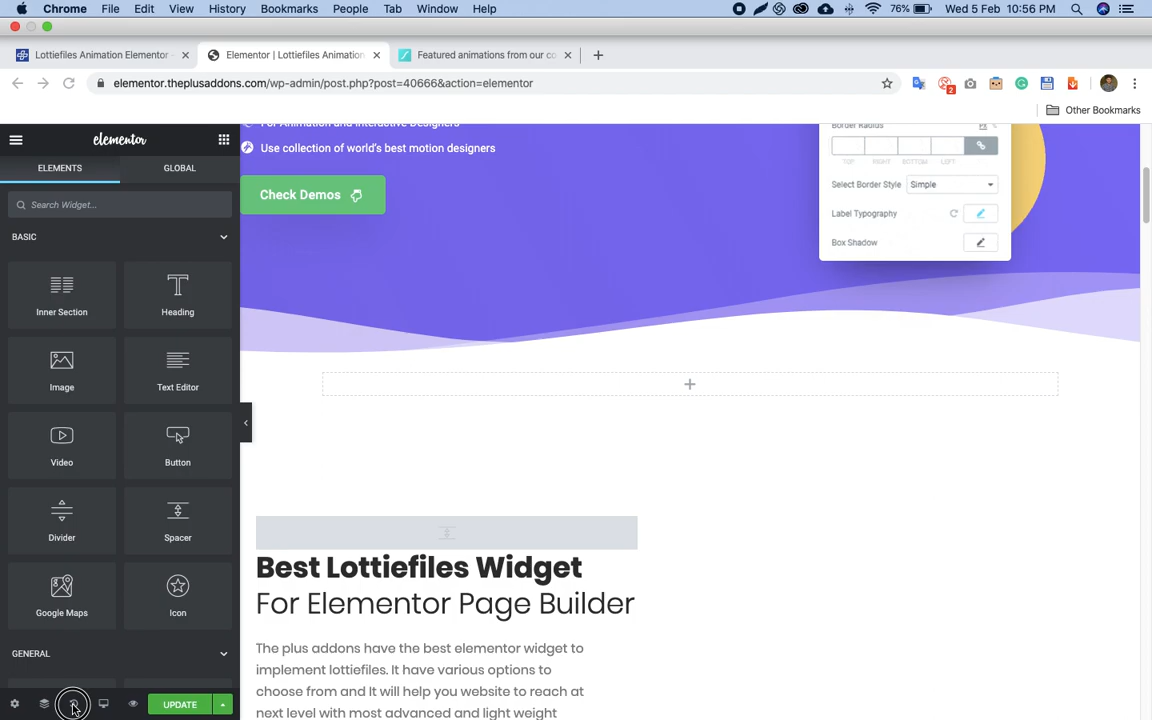 Chrome File Edit View History Bookmarks People Tab Window Help 76% Wed 5 Feb 10:56 PM
Lottiefiles Animation Elementor
Elementor | Lottiefiles Animation
Featured animations from our co
elementor.theplusaddons.com/wp-admin/post.php?post=40666&action=elementor
2
Other Bookmarks
elementor
ELEMENTS GLOBAL
Search Widget...
BASIC
Inner Section
Heading
Image
Text Editor
Video
Button
Divider
Spacer
Google Maps
Icon
GENERAL
UPDATE
For Animation and Interactive Designers
Use collection of world's best motion designers
Check Demos
Border Radius PX
TOP RIGHT BOTTOM LEFT
Select Border Style Simple
Label Typography
Box Shadow
Best Lottiefiles Widget
For Elementor Page Builder
The plus addons have the best elementor widget to
implement lottiefiles. It have various options to
choose from and It will help you website to reach at
next level with most advanced and light weight